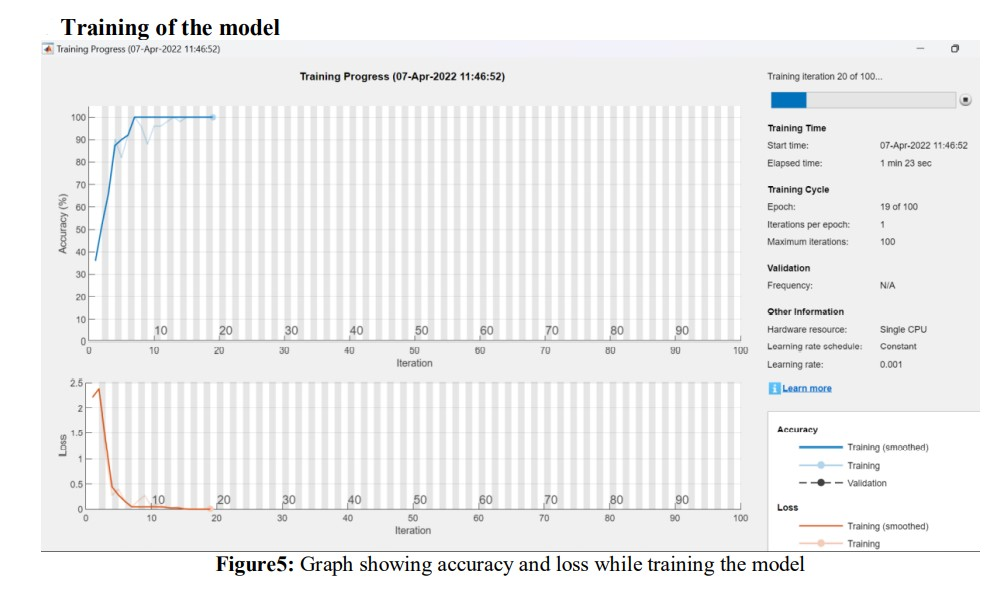 Training of the model
Training Progress (07-Apr-2022 11:46:52)
Training Progress (07-Apr-2022 11:46:52)
Accuracy (%)
100
90
80
70
60
50
40
30
20
10
0
10 20 30 40 50 60 70 80 90
0 10 20 30 40 50 60 70 80 90 100
Iteration
Loss
2.5
2
1.5
1
0.5
0
10 20 30 40 50 60 70 80 90
0 10 20 30 40 50 60 70 80 90 100
Iteration
Training iteration 20 of 100...
Training Time
Start time: 07-Apr-2022 11:46:52
Elapsed time: 1 min 23 sec
Training Cycle
Epoch: 19 of 100
Iterations per epoch: 1
Maximum iterations: 100
Validation
Frequency: N/A
Other Information
Hardware resource: Single CPU
Learning rate schedule: Constant
Learning rate: 0.001
i Learn more
Accuracy
Training (smoothed)
Training
Validation
Loss
Training (smoothed)
Training
Figure5: Graph showing accuracy and loss while training the model